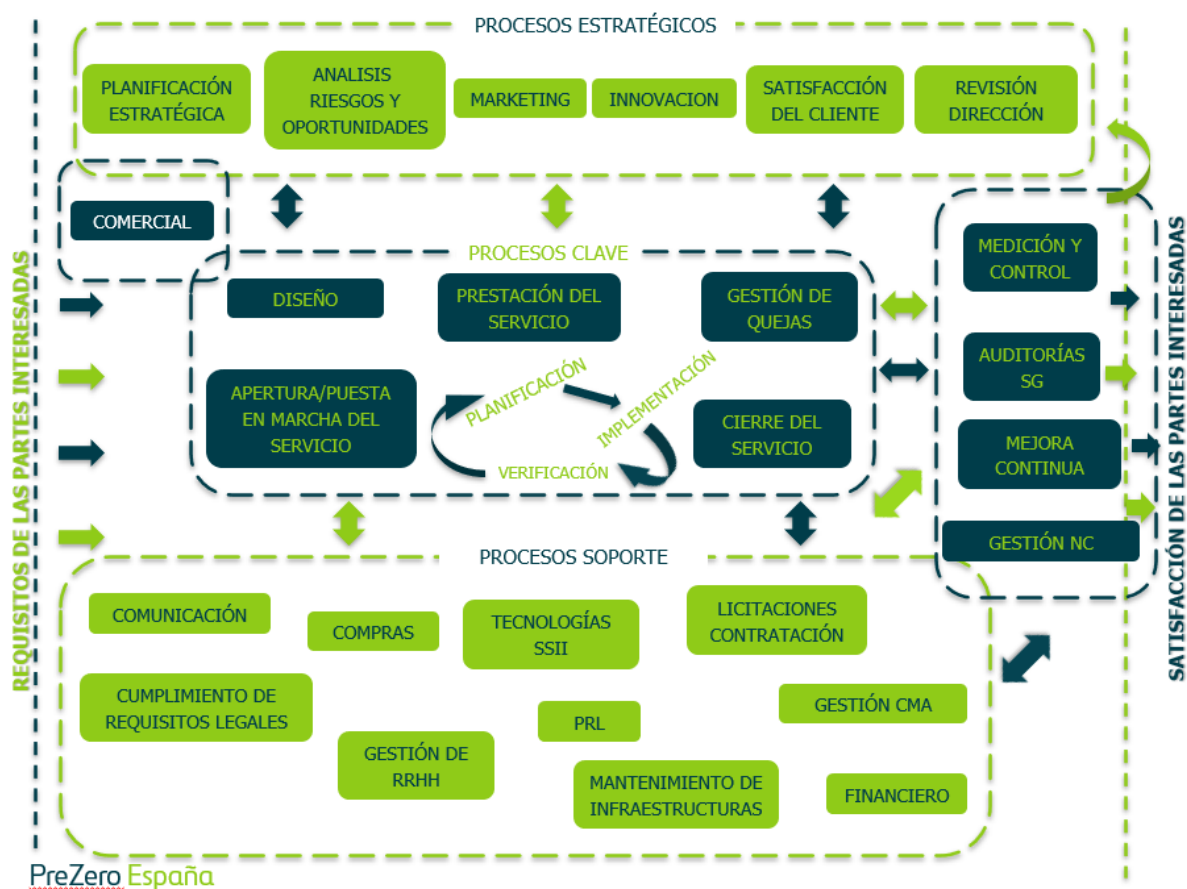 PROCESOS ESTRATÉGICOS
PLANIFICACIÓN
ESTRATÉGICA
ANALISIS
RIESGOS Y
OPORTUNIDADES
MARKETING
INNOVACION
SATISFACCIÓN
DEL CLIENTE
REVISIÓN
DIRECCIÓN
COMERCIAL
REQUISITOS DE LAS PARTES INTERESADAS
PROCESOS CLAVE
DISEÑO
PRESTACIÓN DEL
SERVICIO
GESTIÓN DE
QUEJAS
APERTURA/PUESTA
EN MARCHA DEL
SERVICIO
PLANIFICACIÓN
IMPLEMENTACIÓN
VERIFICACIÓN
CIERRE DEL
SERVICIO
MEDICIÓN Y
CONTROL
AUDITORÍAS
SG
MEJORA
CONTINUA
GESTIÓN NC
SATISFACCIÓN DE LAS PARTES INTERESADAS
PROCESOS SOPORTE
COMUNICACIÓN
COMPRAS
TECNOLOGÍAS
SSII
LICITACIONES
CONTRATACIÓN
CUMPLIMIENTO DE
REQUISITOS LEGALES
GESTIÓN DE
RRHH
PRL
GESTIÓN CMA
MANTENIMIENTO DE
INFRAESTRUCTURAS
FINANCIERO
PreZero España